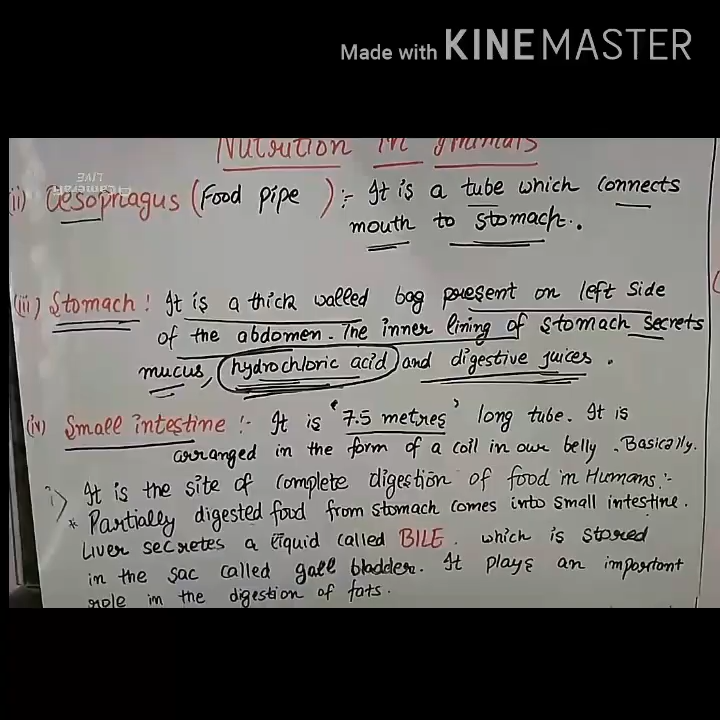 Made with KINEMASTER
Nutrition in Animals
LIVE
CameraFi
(ii) Oesophagus (Food pipe ) :- It is a tube which connects
mouth to stomach.
(iii) Stomach : It is a thick walled bag present on left side
of the abdomen. The inner lining of stomach secrets
mucus, hydrochloric acid and digestive juices .
(iv) Small intestine :- It is '7.5 metres' long tube. It is
arranged in the form of a coil in our belly. Basically.
i> It is the site of complete digestion of food in Humans :-
* Partially digested food from stomach comes into small intestine.
Liver secretes a liquid called BILE. which is stored
in the sac called gall bladder. It plays an important
role in the digestion of fats.